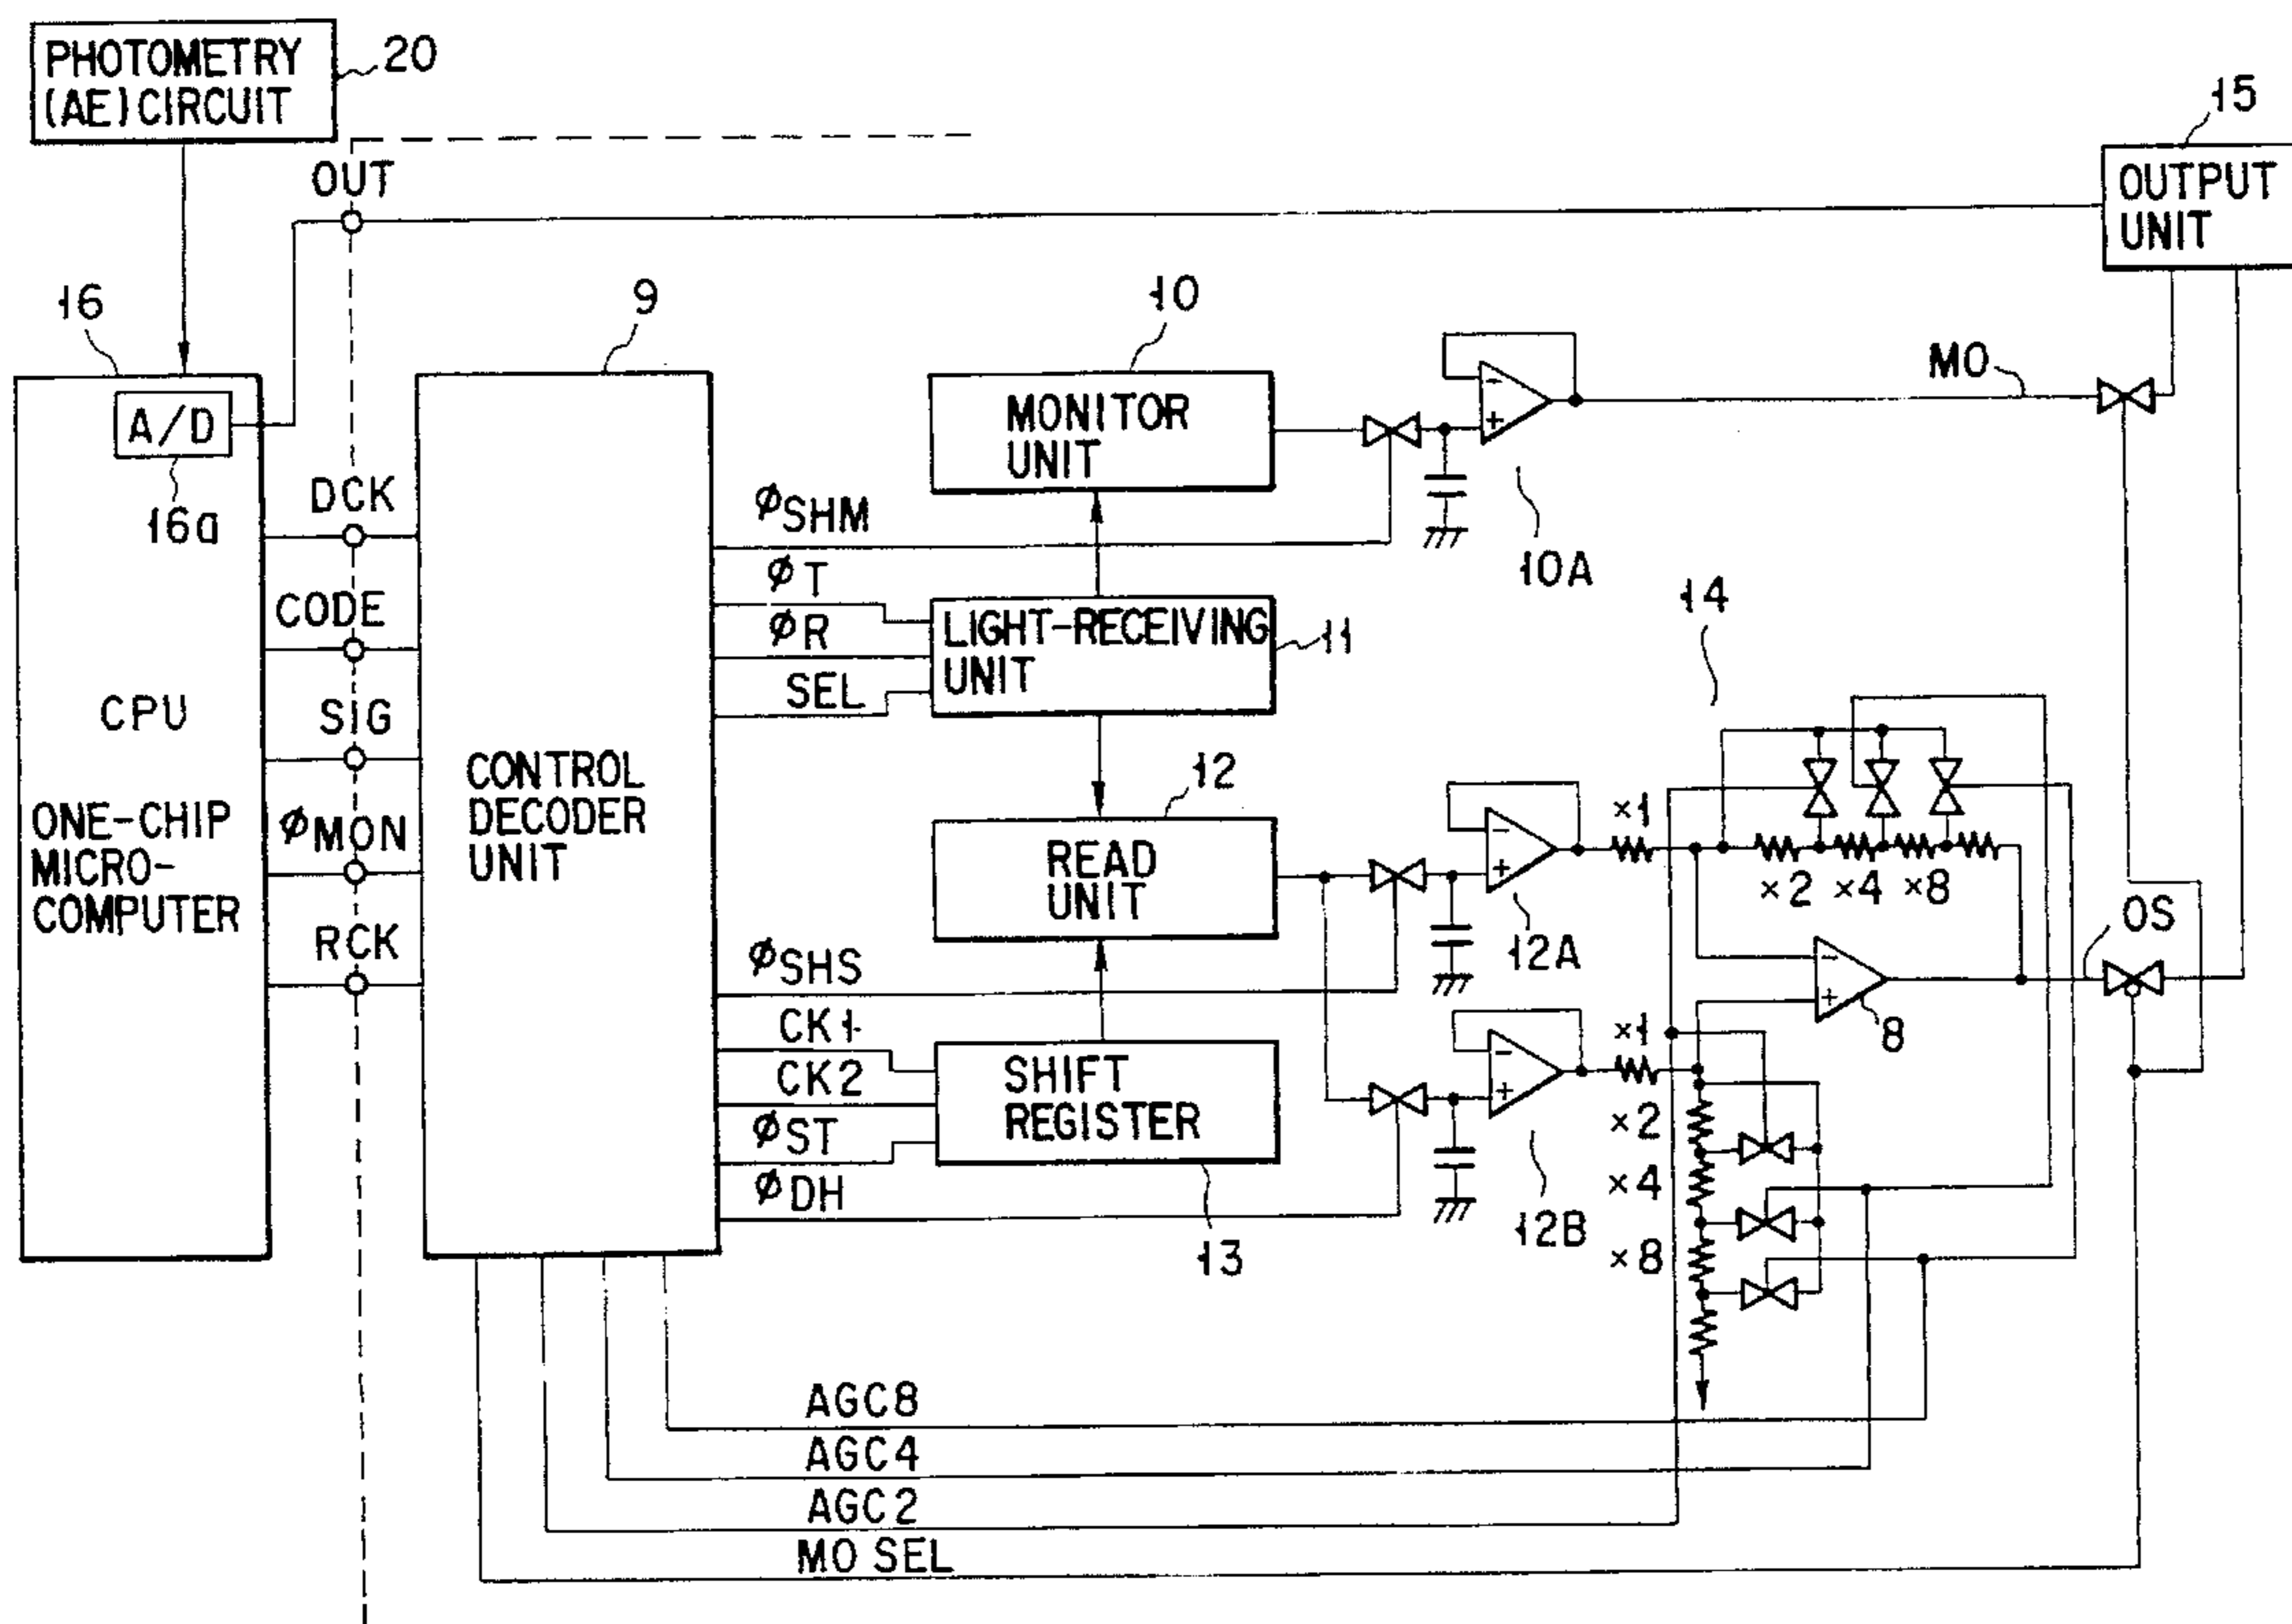 PHOTOMETRY
(AE) CIRCUIT
20
OUT
15
OUTPUT
UNIT
16
A/D
16a
CPU
ONE-CHIP
MICRO-
COMPUTER
DCK
CODE
SIG
φMON
RCK
9
CONTROL
DECODER
UNIT
10
MONITOR
UNIT
MO
10A
φSHM
φT
φR
SEL
LIGHT-RECEIVING
UNIT
11
14
12
READ
UNIT
12A
×1
×2 ×4 ×8
OS
8
φSHS
CK1
CK2
φST
φDH
SHIFT
REGISTER
13
12B
×1
×2
×4
×8
AGC8
AGC4
AGC2
MO SEL
- + - + - + - +